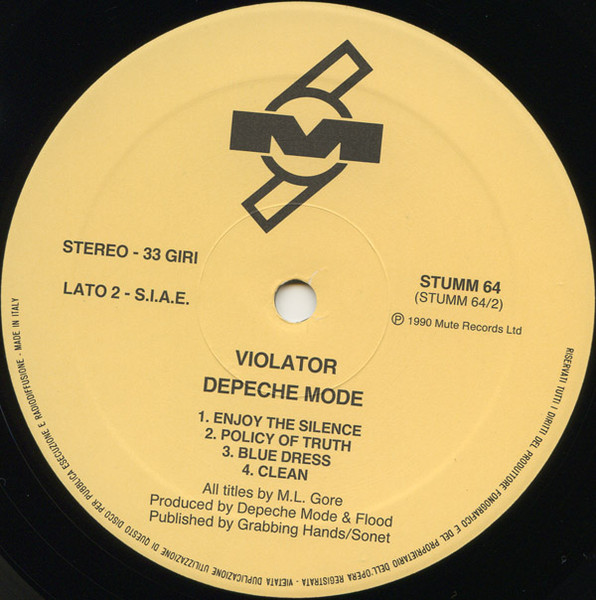 M
STEREO - 33 GIRI
LATO 2 - S.I.A.E.
STUMM 64
(STUMM 64/2)
℗ 1990 Mute Records Ltd
VIOLATOR
DEPECHE MODE
1. ENJOY THE SILENCE
2. POLICY OF TRUTH
3. BLUE DRESS
4. CLEAN
All titles by M.L. Gore
Produced by Depeche Mode & Flood
Published by Grabbing Hands/Sonet
RISERVATI TUTTI I DIRITTI DEL PRODUTTORE FONOGRAFICO E DEL PROPRIETARIO DELL'OPERA REGISTRATA - VIETATA DUPLICAZIONE UTILIZZAZIONE DI QUESTO DISCO PER PUBBLICA ESECUZIONE E RADIODIFFUSIONE - MADE IN ITALY